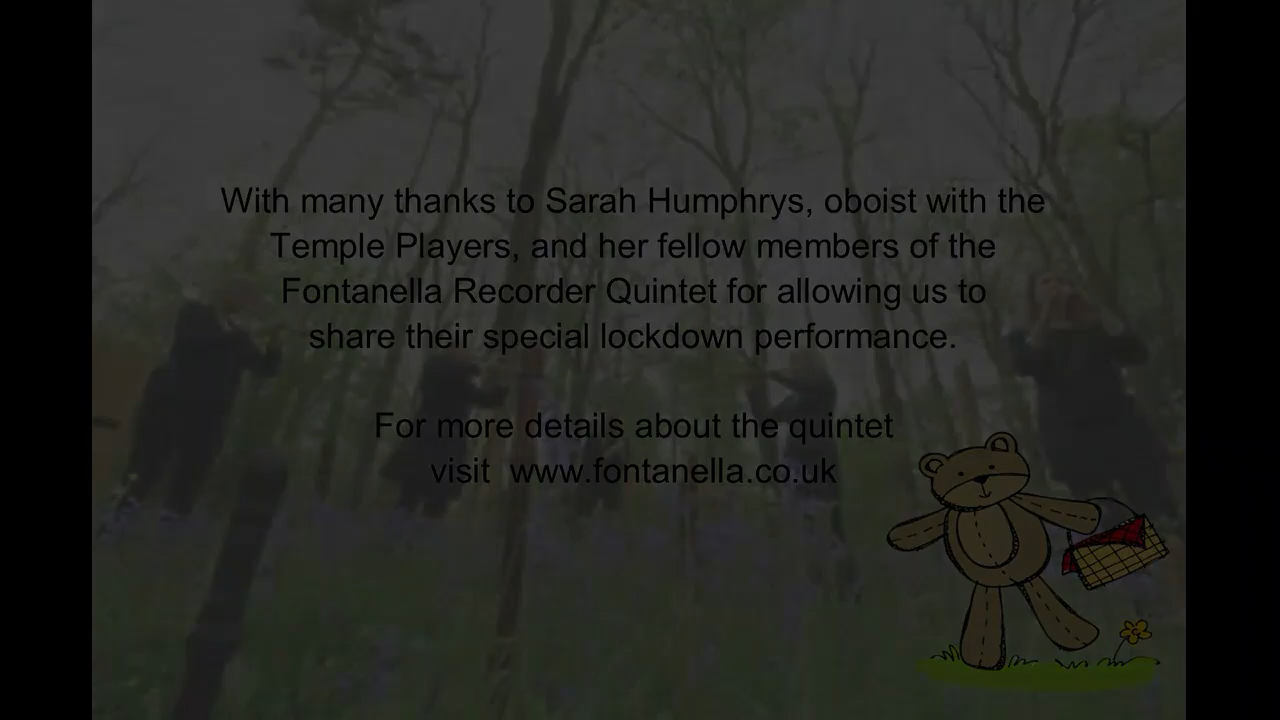 With many thanks to Sarah Humphrys, oboist with the
Temple Players, and her fellow members of the
Fontanella Recorder Quintet for allowing us to
share their special lockdown performance.
For more details about the quintet
visit www.fontanella.co.uk